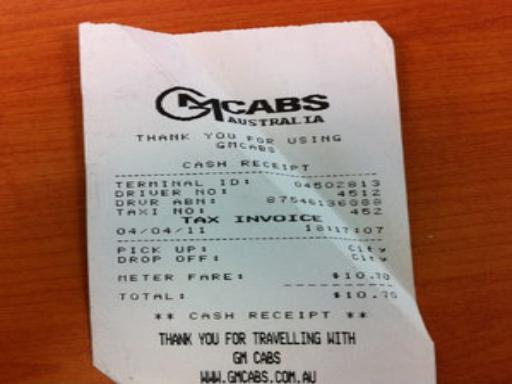 GMCABS
AUSTRALIA
THANK YOU FOR USING
GMCABS
CASH RECEIPT
TERMINAL ID: 04502813
DRIVER NO: 4512
DRVR ABN:
TAXI NO: 452
TAX INVOICE
04/04/11 18:17:07
PICK UP: City
DROP OFF: City
METER FARE: $10.70
TOTAL: $10.70
** CASH RECEIPT **
THANK YOU FOR TRAVELLING WITH
GM CABS
WWW.GMCABS.COM.AU